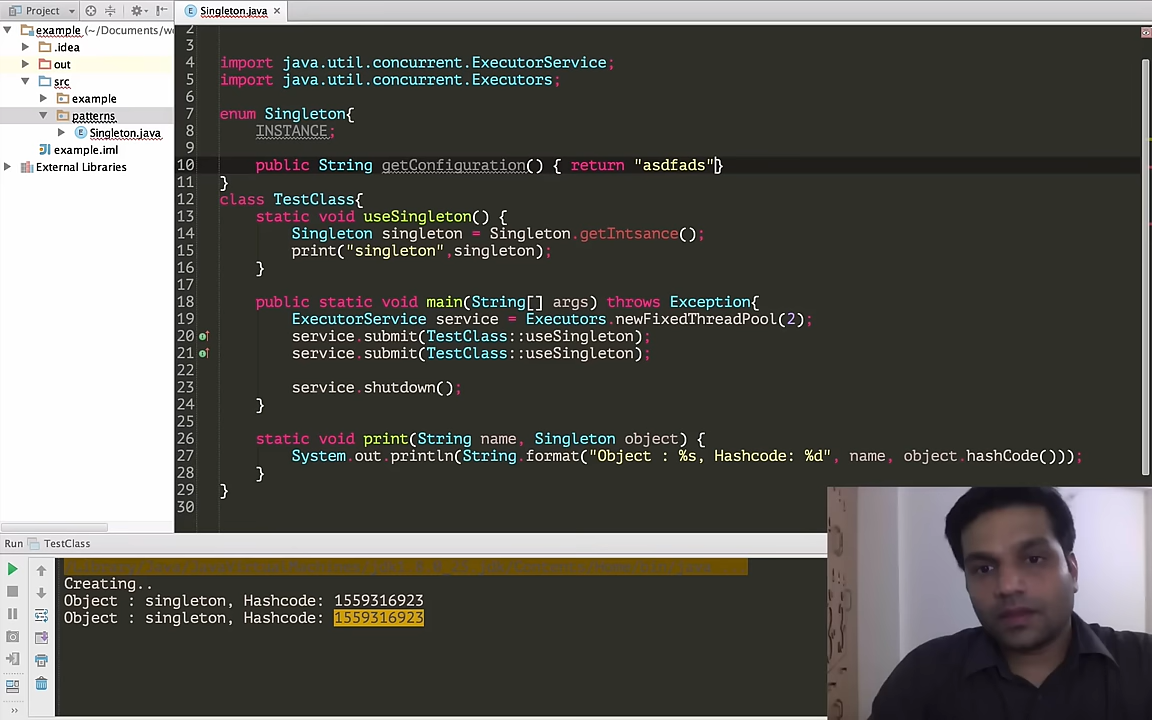 Project
Singleton.java
example (~/Documents/w
.idea
out
src
example
patterns
Singleton.java
example.iml
External Libraries
2
3
4 import java.util.concurrent.ExecutorService;
5 import java.util.concurrent.Executors;
6
7 enum Singleton{
8 INSTANCE;
9
10 public String getConfiguration() { return "asdfads"}
11 }
12 class TestClass{
13 static void useSingleton() {
14 Singleton singleton = Singleton.getIntsance();
15 print("singleton",singleton);
16 }
17
18 public static void main(String[] args) throws Exception{
19 ExecutorService service = Executors.newFixedThreadPool(2);
20 service.submit(TestClass::useSingleton);
21 service.submit(TestClass::useSingleton);
22
23 service.shutdown();
24 }
25
26 static void print(String name, Singleton object) {
27 System.out.println(String.format("Object : %s, Hashcode: %d", name, object.hashCode()));
28 }
29 }
30
Run TestClass
Creating..
Object : singleton, Hashcode: 1559316923
Object : singleton, Hashcode: 1559316923